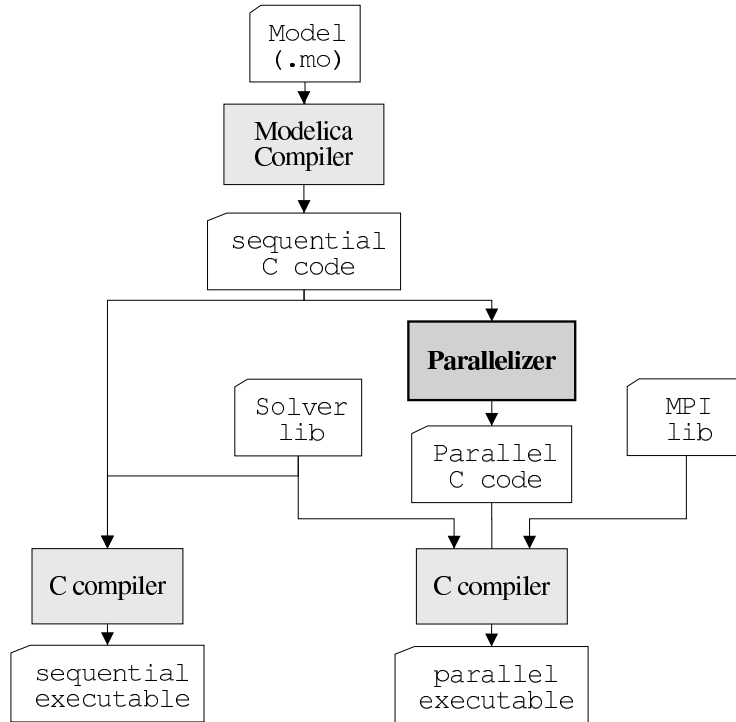 Model
(.mo)
Modelica
Compiler
sequential
C code
Parallelizer
Solver
lib
MPI
lib
Parallel
C code
C compiler
C compiler
sequential
executable
parallel
executable